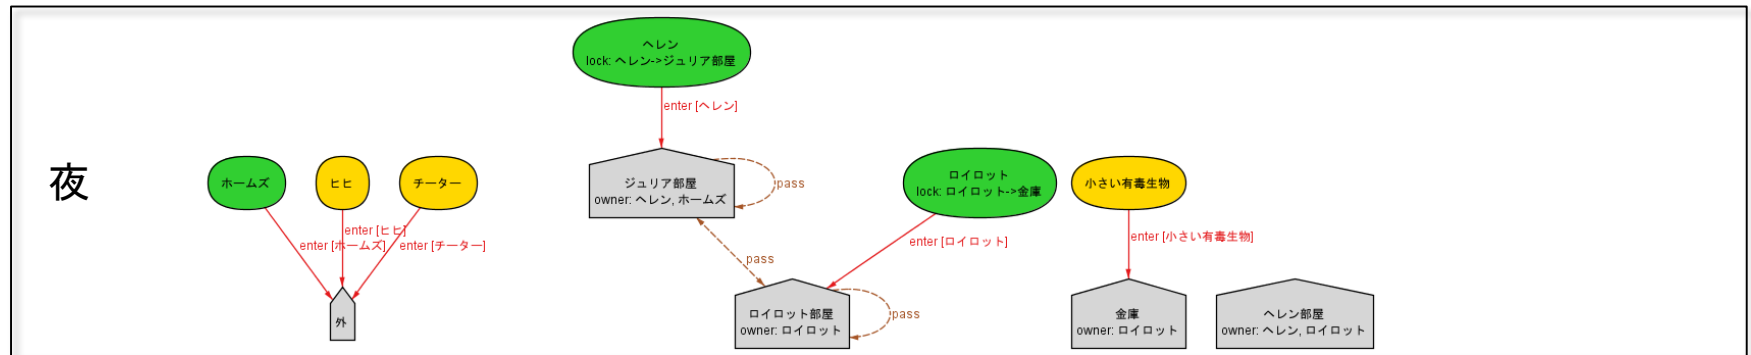 夜
ヘレン
lock: ヘレン->ジュリア部屋
enter [ヘレン]
ホームズ
ヒヒ
チーター
ジュリア部屋
owner: ヘレン, ホームズ
pass
ロイロット
lock: ロイロット->金庫
小さい有毒生物
enter [ヒヒ]
enter [ホームズ]
enter [チーター]
pass
enter [ロイロット]
enter [小さい有毒生物]
外
ロイロット部屋
owner: ロイロット
pass
金庫
owner: ロイロット
ヘレン部屋
owner: ヘレン, ロイロット